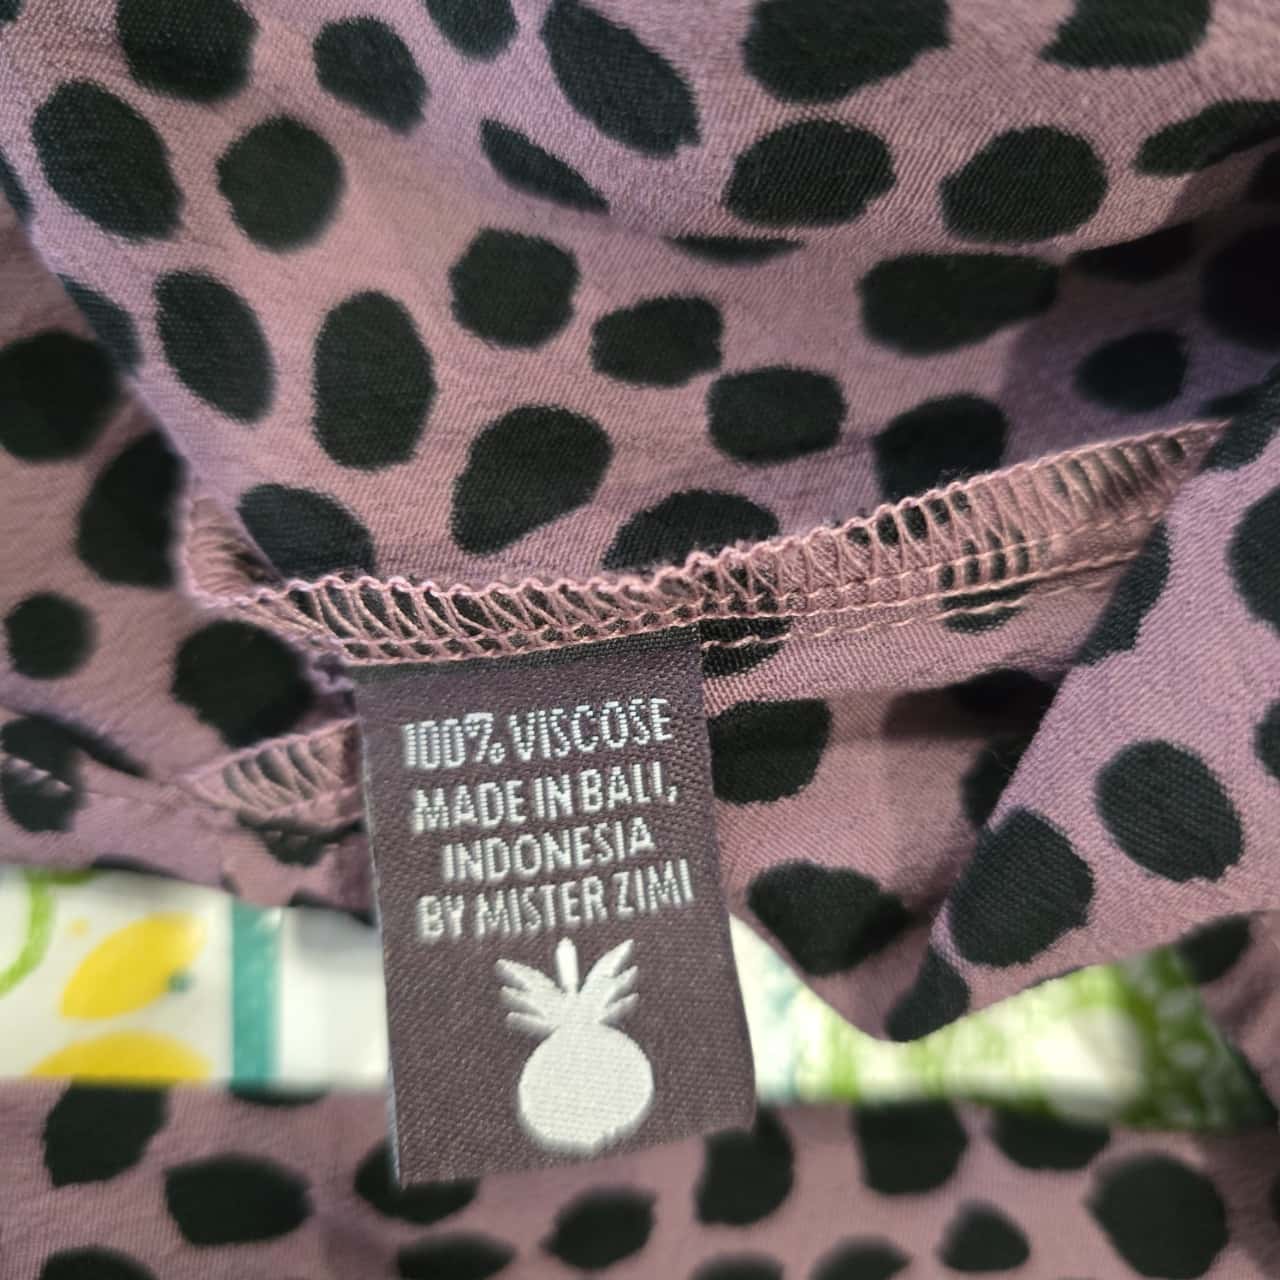 100% VISCOSE
MADE IN BALI,
INDONESIA
BY MISTER ZIMI